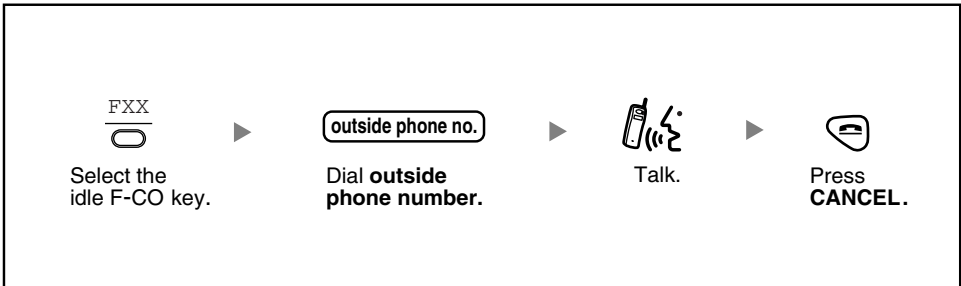 FXX
Select the
idle F-CO key.
outside phone no.
Dial outside
phone number.
Talk.
Press
CANCEL.